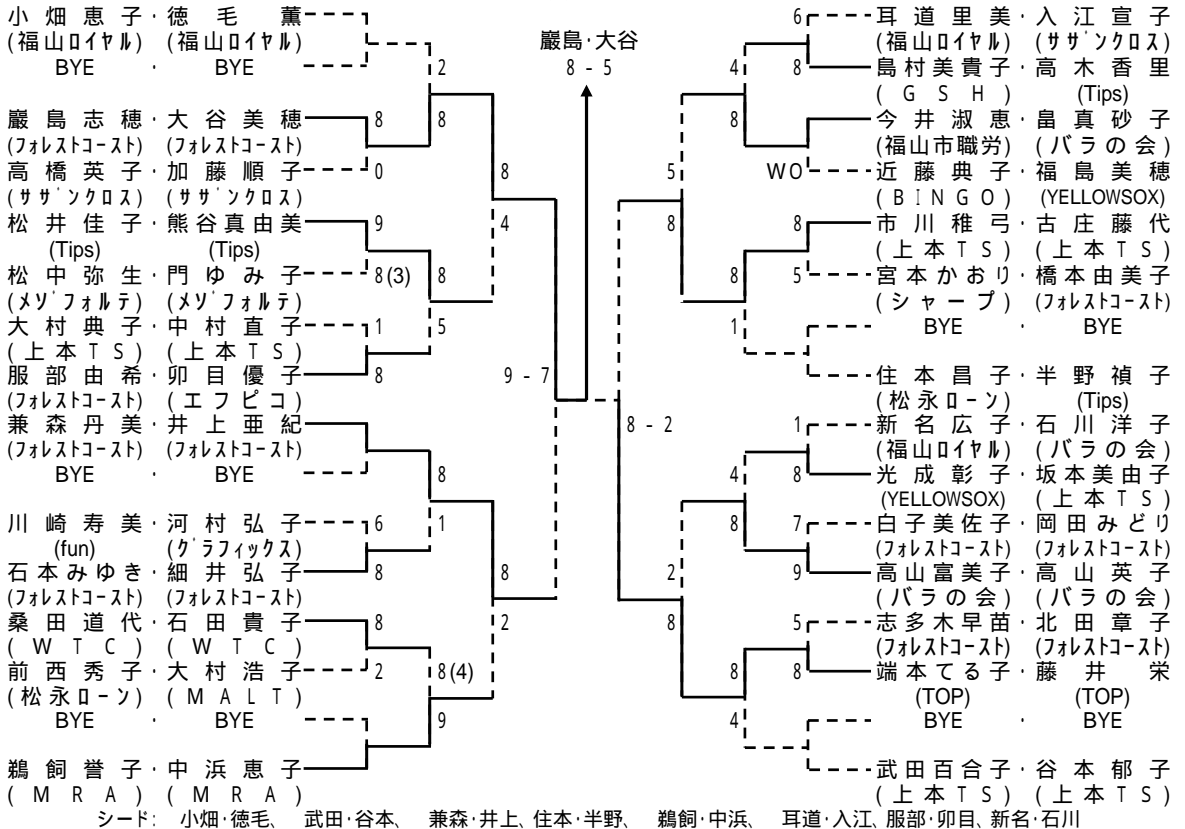 巖島・大谷
8 - 5
小畑恵子・徳毛薫
(福山ロイヤル) (福山ロイヤル)
BYE ・ BYE
2
巖島志穂・大谷美穂 8 8
(フォレストコースト) (フォレストコースト)
高橋英子・加藤順子 0 8
(サザンクロス) (サザンクロス)
松井佳子・熊谷真由美 9 4
(Tips) (Tips)
松中弥生・門ゆみ子 8(3) 8
(メゾフォルテ) (メゾフォルテ)
大村典子・中村直子 1 5
(上本TS) (上本TS)
服部由希・卯目優子 8 9 - 7
(フォレストコースト) (エフピコ)
兼森丹美・井上亜紀
(フォレストコースト) (フォレストコースト)
BYE ・ BYE 8
川崎寿美・河村弘子 6 1
(fun) (グラフィックス)
石本みゆき・細井弘子 8 8
(フォレストコースト) (フォレストコースト)
桑田道代・石田貴子 8 2
(WTC) (WTC)
前西秀子・大村浩子 2 8(4)
(松永ローン) (MALT)
BYE ・ BYE 9
鵜飼誉子・中浜恵子
(MRA) (MRA)
6 耳道里美・入江宣子
(福山ロイヤル) (サザンクロス)
4 8 島村美貴子・高木香里
(GSH) (Tips)
8 今井淑恵・畠真砂子
(福山市職労) (バラの会)
5 WO 近藤典子・福島美穂
(BINGO) (YELLOWSOX)
8 8 市川稚弓・古庄藤代
(上本TS) (上本TS)
8 5 宮本かおり・橋本由美子
(シャープ) (フォレストコースト)
1 BYE ・ BYE
住本昌子・半野禎子
(松永ローン) (Tips)
8 - 2 1 新名広子・石川洋子
(福山ロイヤル) (バラの会)
4 8 光成彰子・坂本美由子
(YELLOWSOX) (上本TS)
8 7 白子美佐子・岡田みどり
(フォレストコースト) (フォレストコースト)
2 9 高山富美子・高山英子
(バラの会) (バラの会)
8 5 志多木早苗・北田章子
(フォレストコースト) (フォレストコースト)
8 8 端本てる子・藤井栄
(TOP) (TOP)
4 BYE ・ BYE
武田百合子・谷本郁子
(上本TS) (上本TS)
シード: 小畑・徳毛、 武田・谷本、 兼森・井上、住本・半野、 鵜飼・中浜、 耳道・入江、服部・卯目、新名・石川